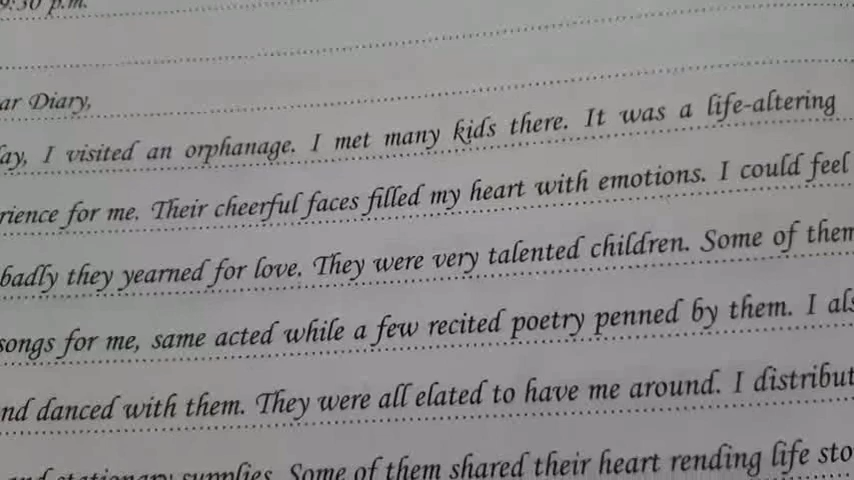 9:30 p.m.
ar Diary,
ay, I visited an orphanage. I met many kids there. It was a life-altering
rience for me. Their cheerful faces filled my heart with emotions. I could feel
badly they yearned for love. They were very talented children. Some of them
songs for me, same acted while a few recited poetry penned by them. I als
nd danced with them. They were all elated to have me around. I distribut
and stationary supplies. Some of them shared their heart rending life sto